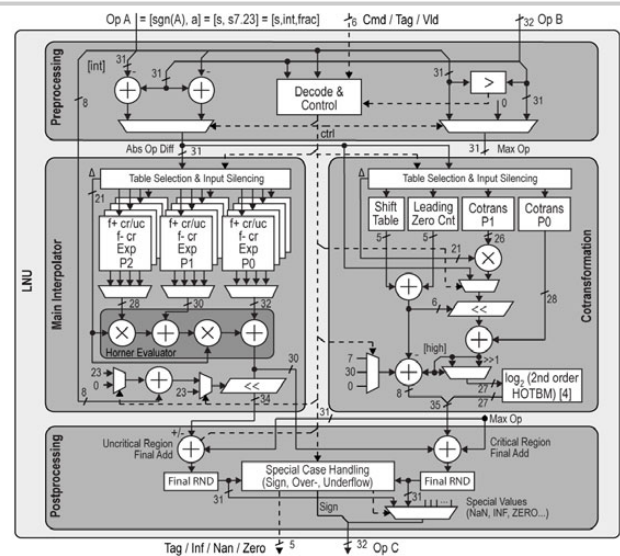 Op A = [sgn(A), a] = [s, s7.23] = [s,int,frac]
6 Cmd / Tag / Vld
32 Op B
LNU
Preprocessing
[int]
8
31
31
31
31
31
-
-
+
+
Decode &
Control
>
0
ctrl
Abs Op Diff
31
31
Max Op
Main Interpolator
Δ
21
Table Selection & Input Silencing
f+ cr/uc
f- cr
Exp
P2
f+ cr/uc
f- cr
Exp
P1
f+ cr/uc
f- cr
Exp
P0
28
30
32
×
+
×
+
Horner Evaluator
30
23
0
8
+
23
<<
34
Cotransformation
Δ
21
Table Selection & Input Silencing
Shift
Table
Leading
Zero Cnt
Cotrans
P1
Cotrans
P0
5
5
26
×
+
6
<<
28
+
7
30
0
-
+
[high]
>>1
8
27
27
35
log2 (2nd order
HOTBM) [4]
Postprocessing
31
Max Op
+/-
Uncritical Region
Final Add
+
+
Critical Region
Final Add
Final RND
Special Case Handling
(Sign, Over-, Underflow)
Final RND
31
31
Sign
...
Special Values
(NaN, INF, ZERO...)
Tag / Inf / Nan / Zero
5
32
Op C